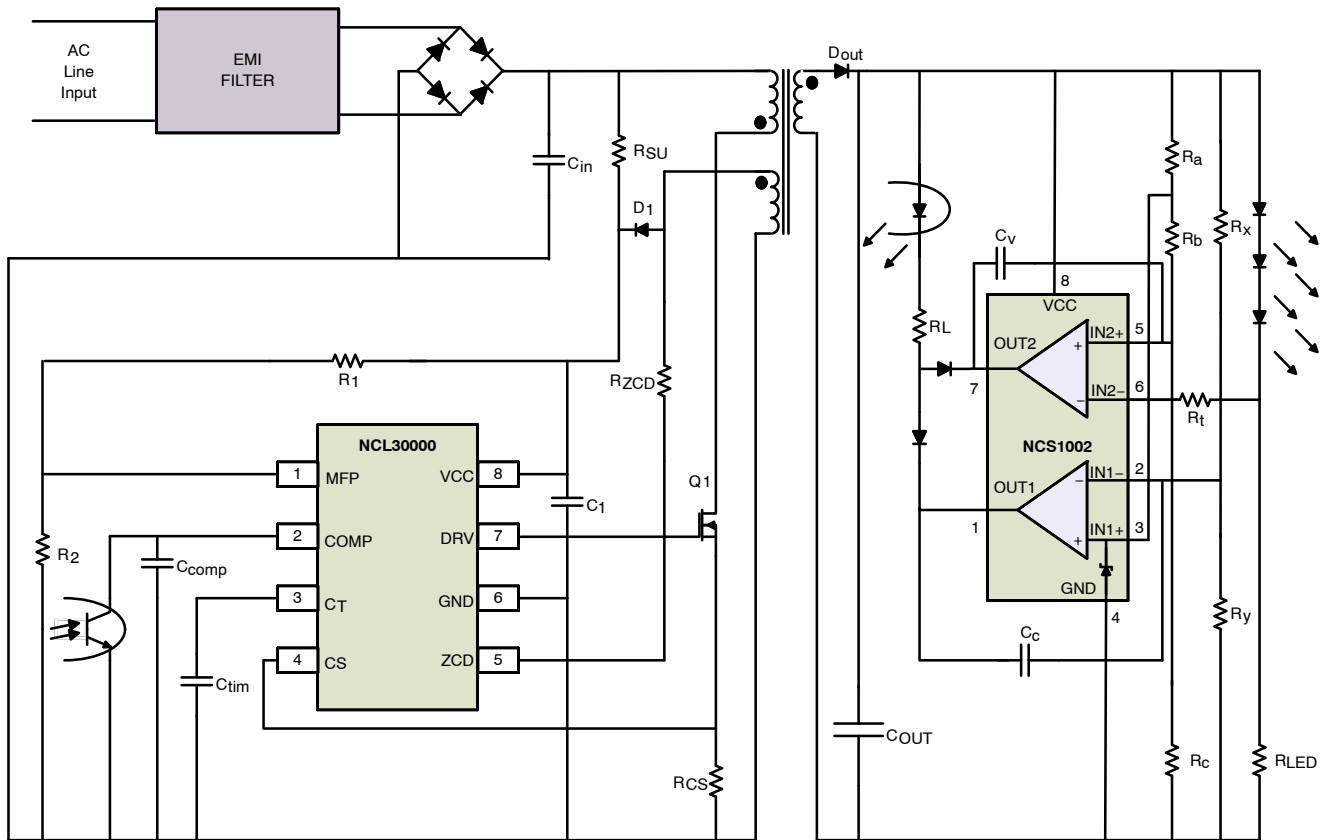 AC
Line
Input
EMI
FILTER
Dout
Cin
RSU
D1
Ra
Rb
Rx
Cv
8
VCC
RL
OUT2
IN2+
5
+
7
IN2−
6
−
Rt
R1
RZCD
NCL30000
NCS1002
1
MFP
VCC
8
C1
Q1
OUT1
IN1−
2
−
1
IN1+
3
+
GND
4
R2
2
COMP
DRV
7
Ccomp
3
CT
GND
6
4
CS
ZCD
5
Ctim
Ry
Cc
COUT
RCS
Rc
RLED